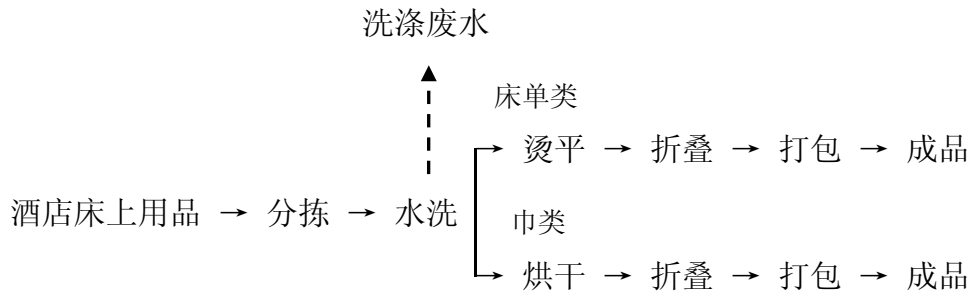 洗涤废水
床单类
烫平 → 折叠 → 打包 → 成品
酒店床上用品 → 分拣 → 水洗
巾类
烘干 → 折叠 → 打包 → 成品